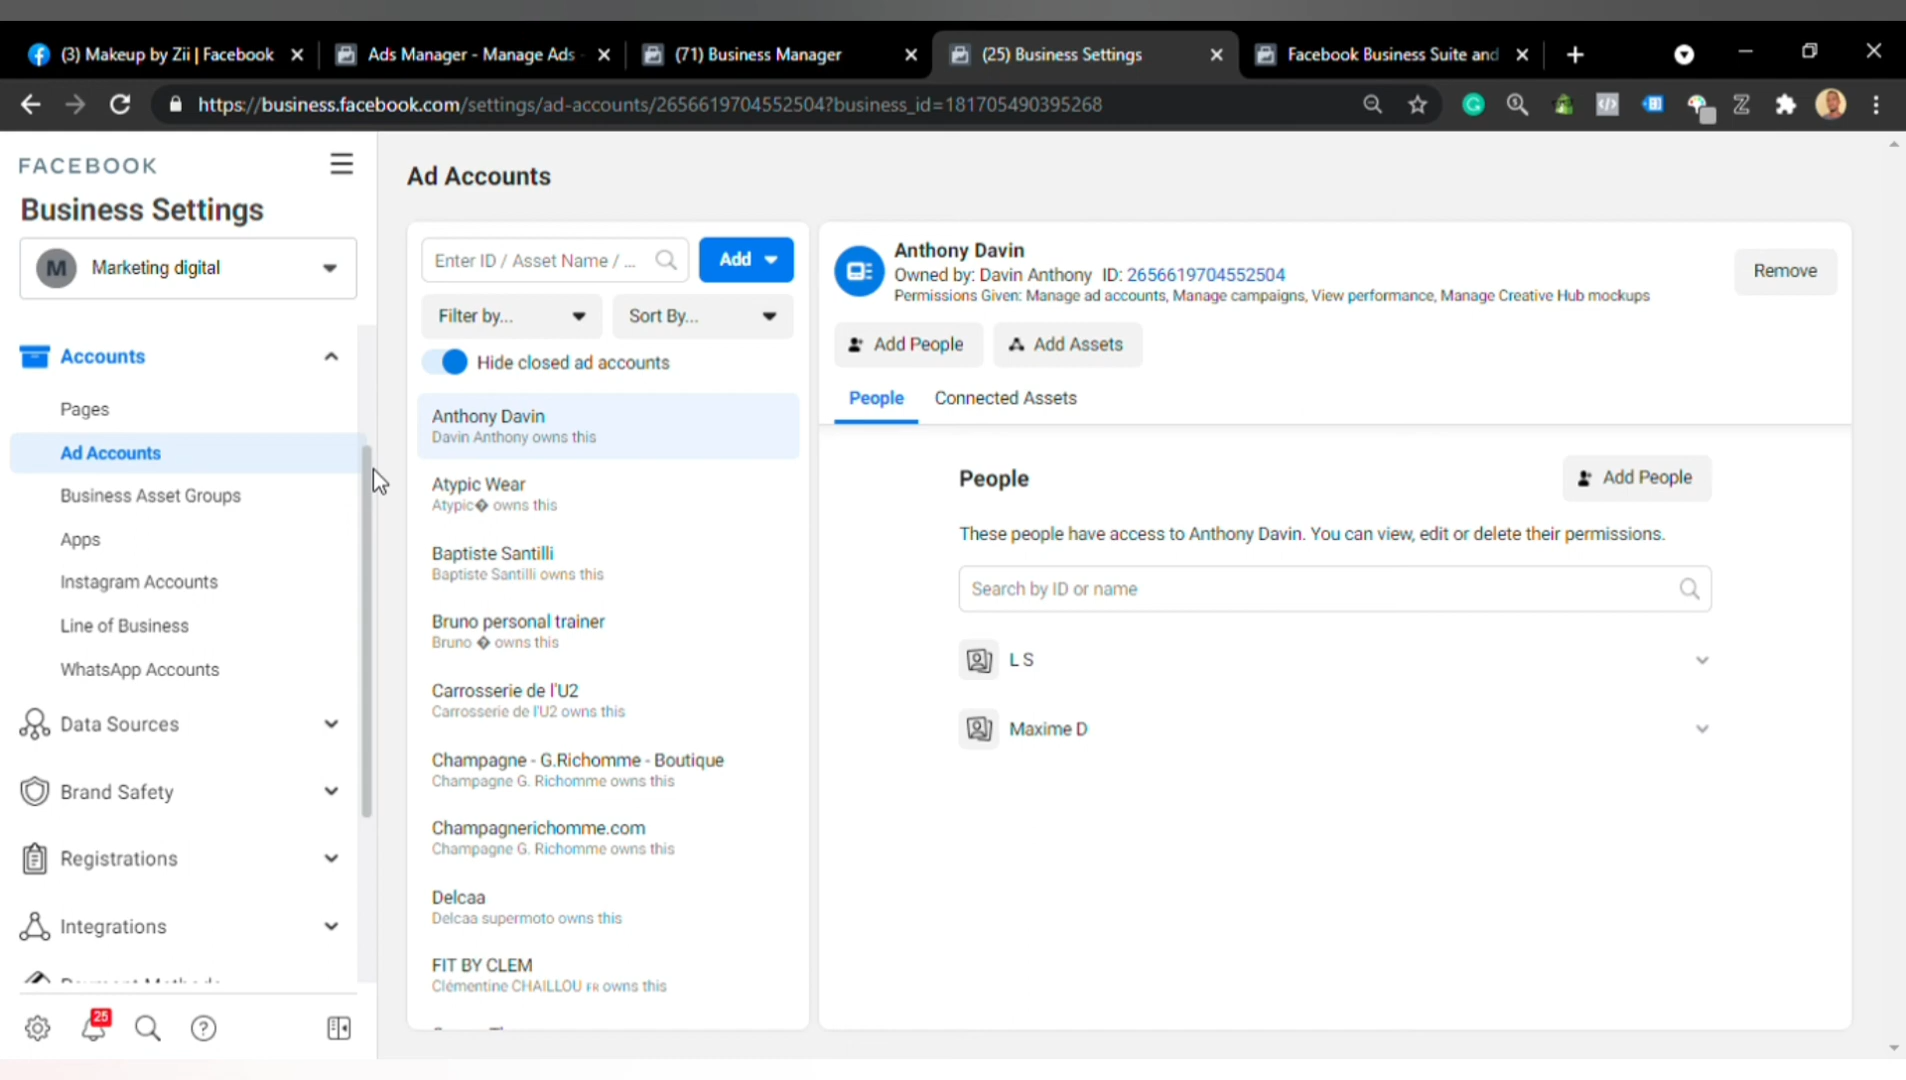 (3) Makeup by Zii | Facebook
Ads Manager - Manage Ads -
(71) Business Manager
(25) Business Settings
Facebook Business Suite and
https://business.facebook.com/settings/ad-accounts/2656619704552504?business_id=181705490395268
FACEBOOK
Business Settings
M Marketing digital
Accounts
Pages
Ad Accounts
Business Asset Groups
Apps
Instagram Accounts
Line of Business
WhatsApp Accounts
Data Sources
Brand Safety
Registrations
Integrations
25
Ad Accounts
Enter ID / Asset Name / ...
Add
Filter by...
Sort By...
Hide closed ad accounts
Anthony Davin
Davin Anthony owns this
Atypic Wear
Atypic� owns this
Baptiste Santilli
Baptiste Santilli owns this
Bruno personal trainer
Bruno � owns this
Carrosserie de l'U2
Carrosserie de l'U2 owns this
Champagne - G.Richomme - Boutique
Champagne G. Richomme owns this
Champagnerichomme.com
Champagne G. Richomme owns this
Delcaa
Delcaa supermoto owns this
FIT BY CLEM
Clémentine CHAILLOU FR owns this
Anthony Davin
Owned by: Davin Anthony ID: 2656619704552504
Permissions Given: Manage ad accounts, Manage campaigns, View performance, Manage Creative Hub mockups
Remove
Add People
Add Assets
People
Connected Assets
People
Add People
These people have access to Anthony Davin. You can view, edit or delete their permissions.
Search by ID or name
L S
Maxime D